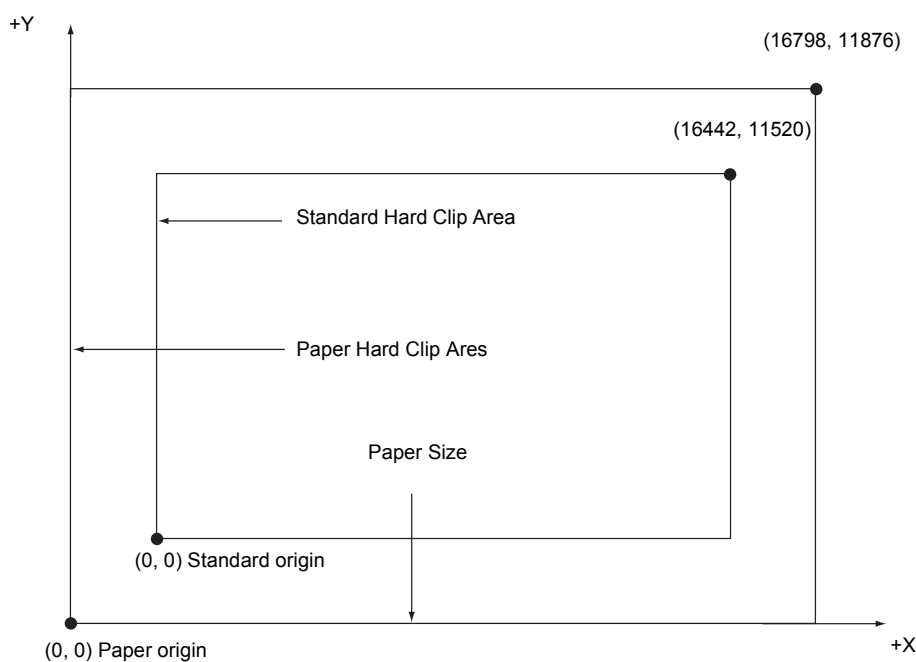 +Y
(16798, 11876)
(16442, 11520)
Standard Hard Clip Area
Paper Hard Clip Ares
Paper Size
(0, 0) Standard origin
(0, 0) Paper origin
+X